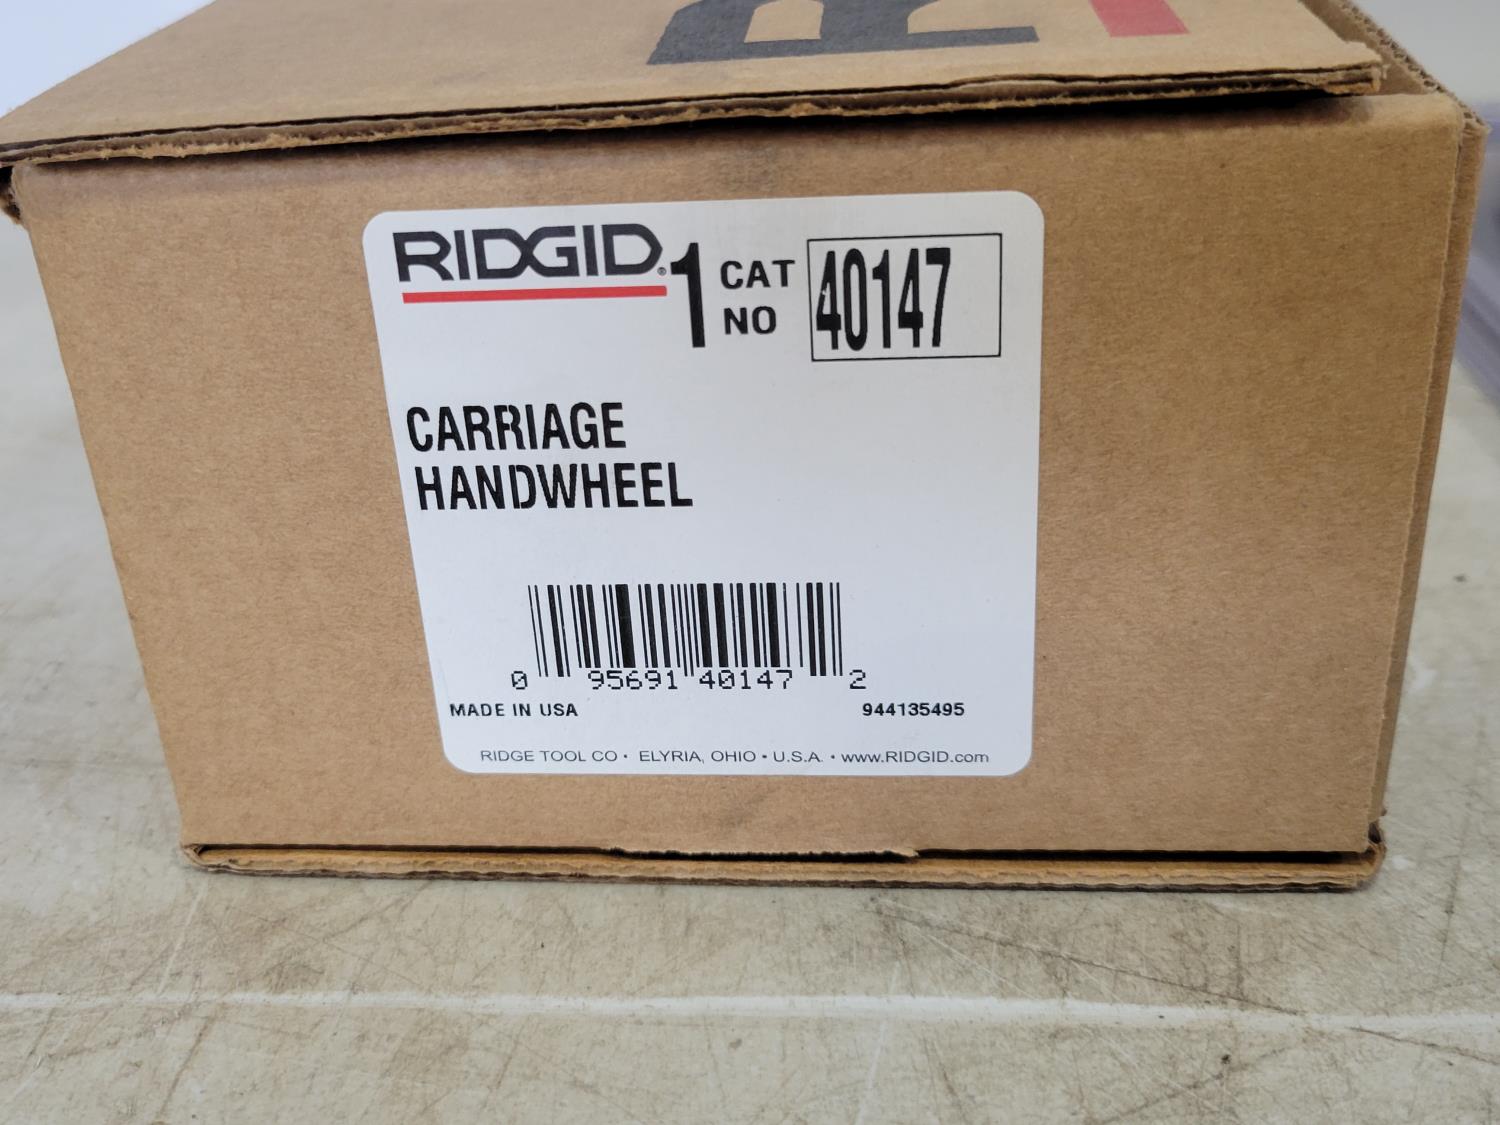 RIDGID® 1 CAT NO 40147
CARRIAGE
HANDWHEEL
0 95691 40147 2
MADE IN USA 944135495
RIDGE TOOL CO • ELYRIA, OHIO • U.S.A. • www.RIDGID.com